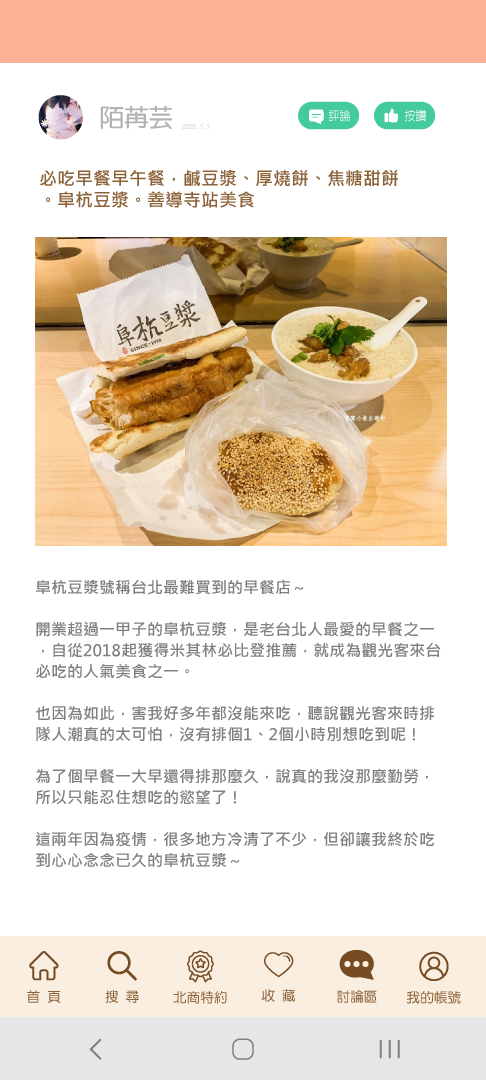 陌苒芸
2020.1.1
評論
按讚
必吃早餐早午餐，鹹豆漿、厚燒餅、焦糖甜餅
。阜杭豆漿。善導寺站美食
阜杭豆漿
SINCE·1958
阜杭豆漿號稱台北最難買到的早餐店～
開業超過一甲子的阜杭豆漿，是老台北人最愛的早餐之一
，自從2018起獲得米其林必比登推薦，就成為觀光客來台
必吃的人氣美食之一。
也因為如此，害我好多年都沒能來吃，聽說觀光客來時排
隊人潮真的太可怕，沒有排個1、2個小時別想吃到呢！
為了個早餐一大早還得排那麼久，說真的我沒那麼勤勞，
所以只能忍住想吃的慾望了！
這兩年因為疫情，很多地方冷清了不少，但卻讓我終於吃
到心心念念已久的阜杭豆漿～
首 頁
搜 尋
北商特約
收 藏
討論區
我的帳號